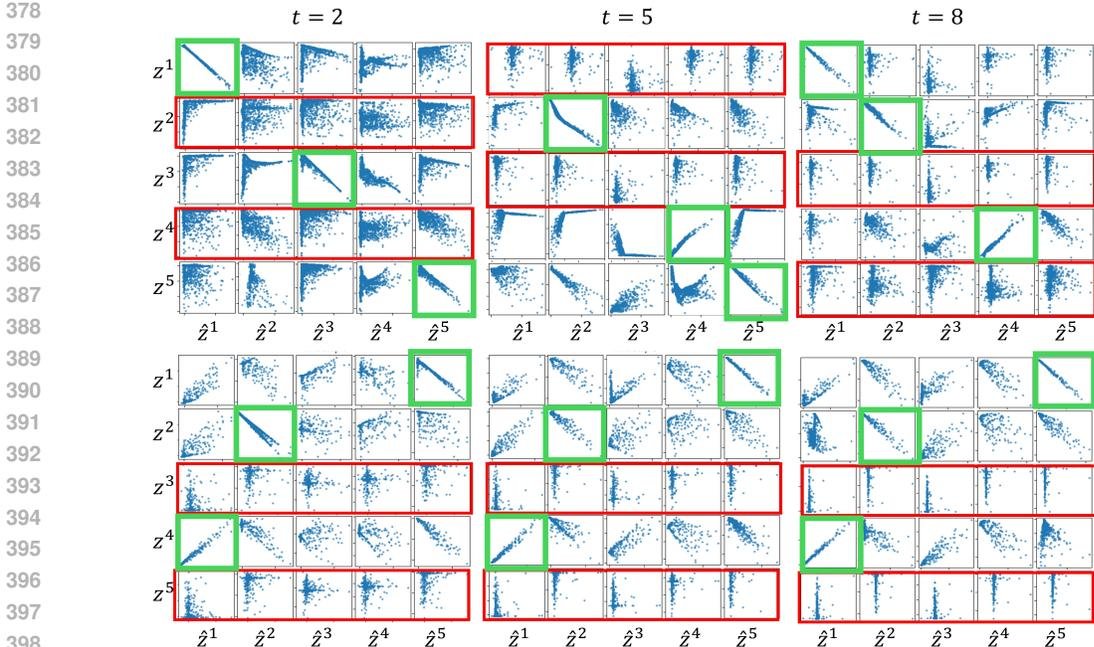 378
t = 2 t = 5 t = 8
379
z¹
380
381
z²
382
383
z³
384
385
z⁴
386
387
z⁵
388
ẑ¹ ẑ² ẑ³ ẑ⁴ ẑ⁵ ẑ¹ ẑ² ẑ³ ẑ⁴ ẑ⁵ ẑ¹ ẑ² ẑ³ ẑ⁴ ẑ⁵
389
z¹
390
391
z²
392
393
z³
394
z⁴
395
396
z⁵
397
ẑ¹ ẑ² ẑ³ ẑ⁴ ẑ⁵ ẑ¹ ẑ² ẑ³ ẑ⁴ ẑ⁵ ẑ¹ ẑ² ẑ³ ẑ⁴ ẑ⁵
398